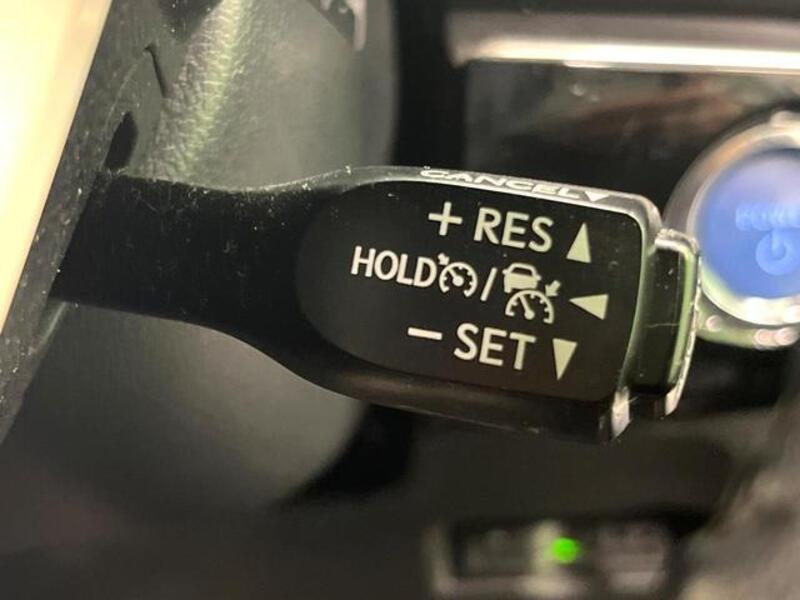 CANCEL
+ RES
HOLD /
- SET
POWER